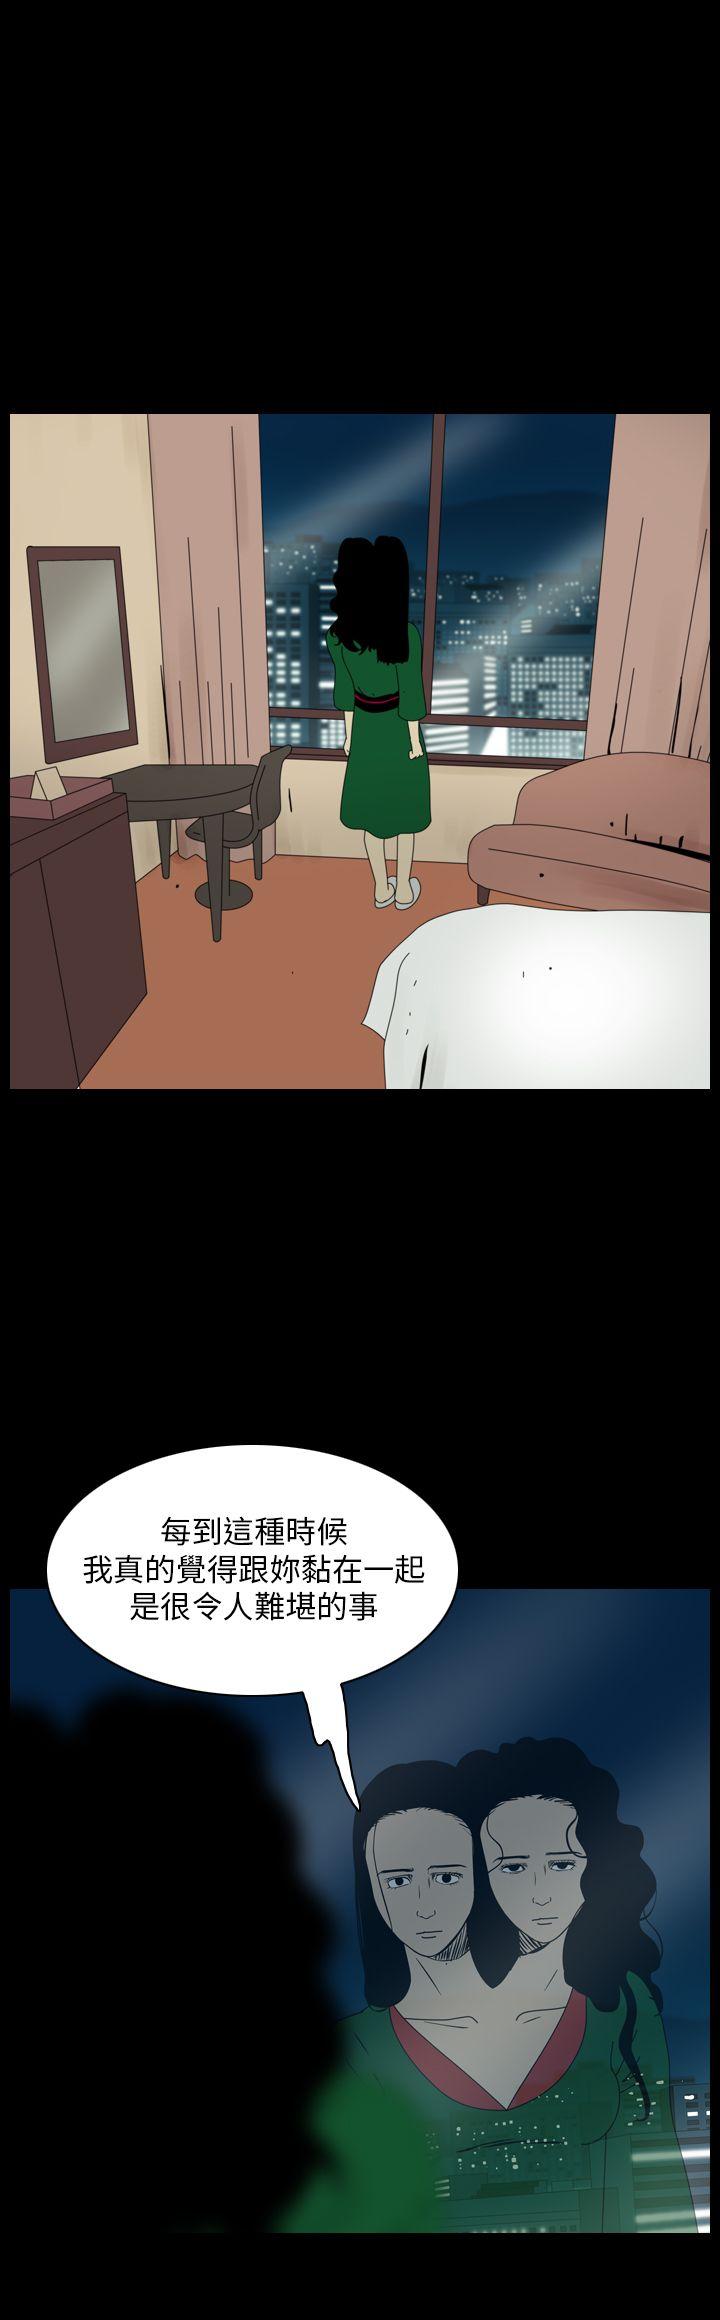 每到這種時候
我真的覺得跟妳黏在一起
是很令人難堪的事